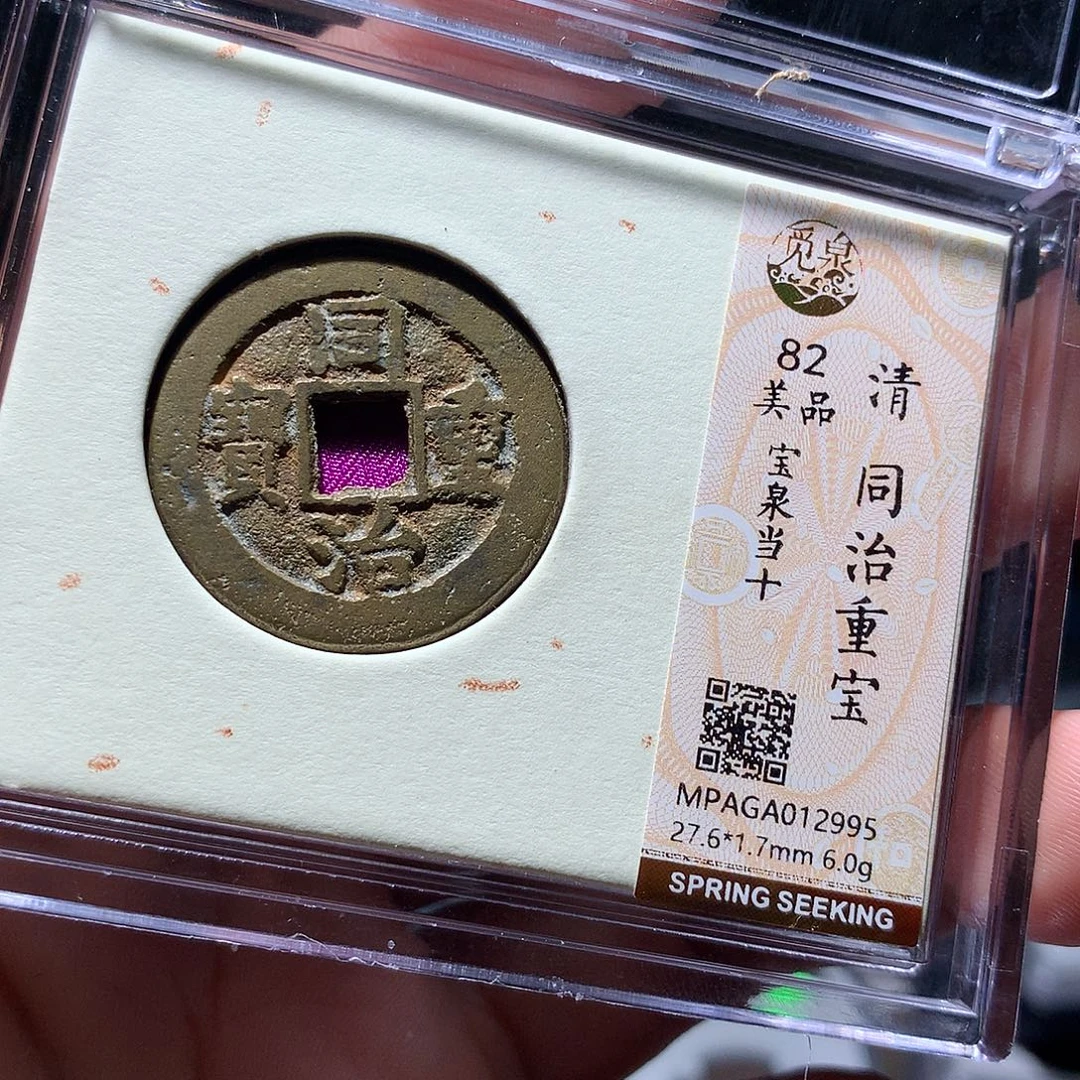 同治重寶
觅泉
清 同治重宝
82
美品
宝泉当十
MPAGA012995
27.6*1.7mm 6.0g
SPRING SEEKING